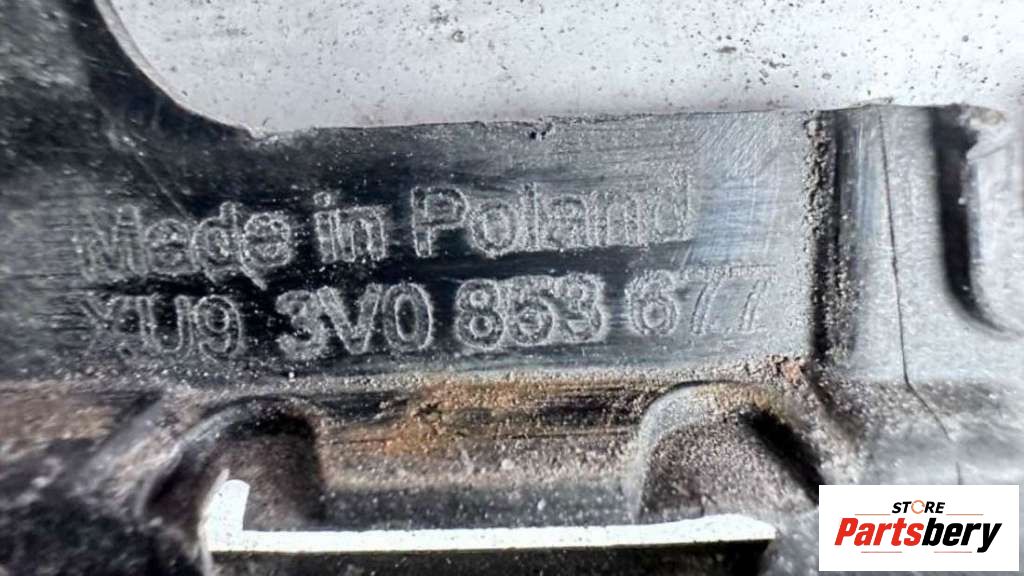 Made in Poland
XU9 3V0 853 677
STORE
Partsbery